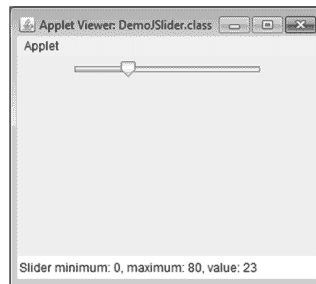 Applet Viewer: DemoJSlider.class
Applet
Slider minimum: 0, maximum: 80, value: 23